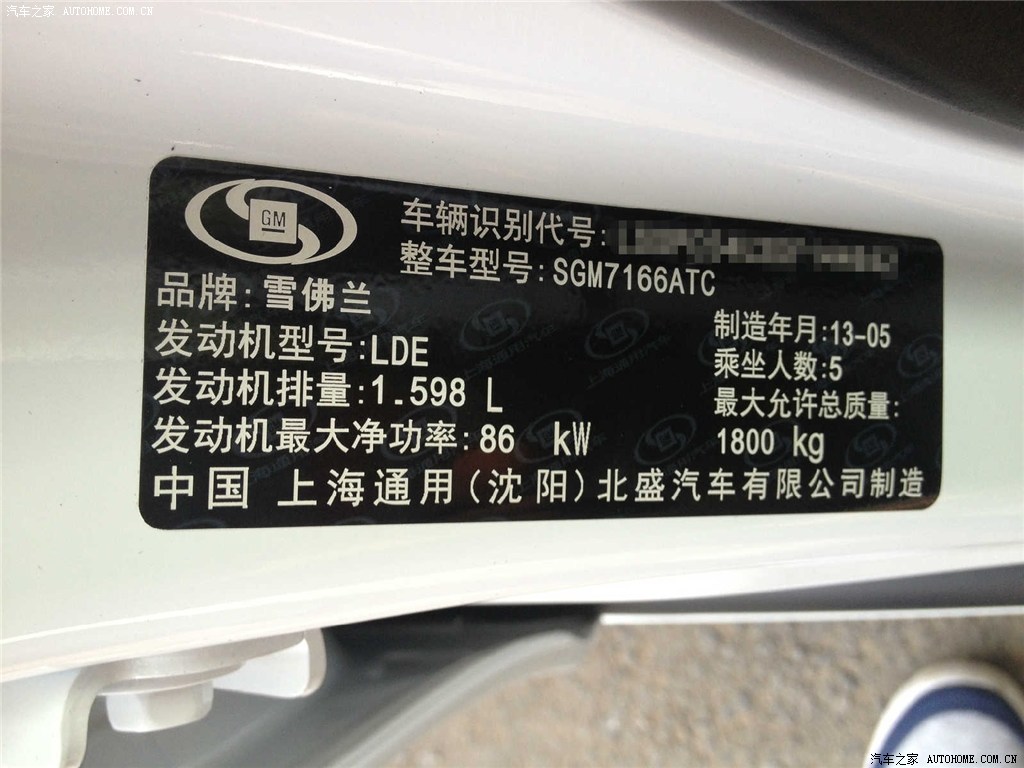 汽车之家 AUTOHOME.COM.CN
GM
车辆识别代号:
整车型号:SGM7166ATC
品牌:雪佛兰
发动机型号:LDE
制造年月:13-05
发动机排量:1.598 L
乘坐人数:5
最大允许总质量:
发动机最大净功率:86 kW
1800 kg
中国 上海通用(沈阳)北盛汽车有限公司制造
汽车之家 AUTOHOME.COM.CN